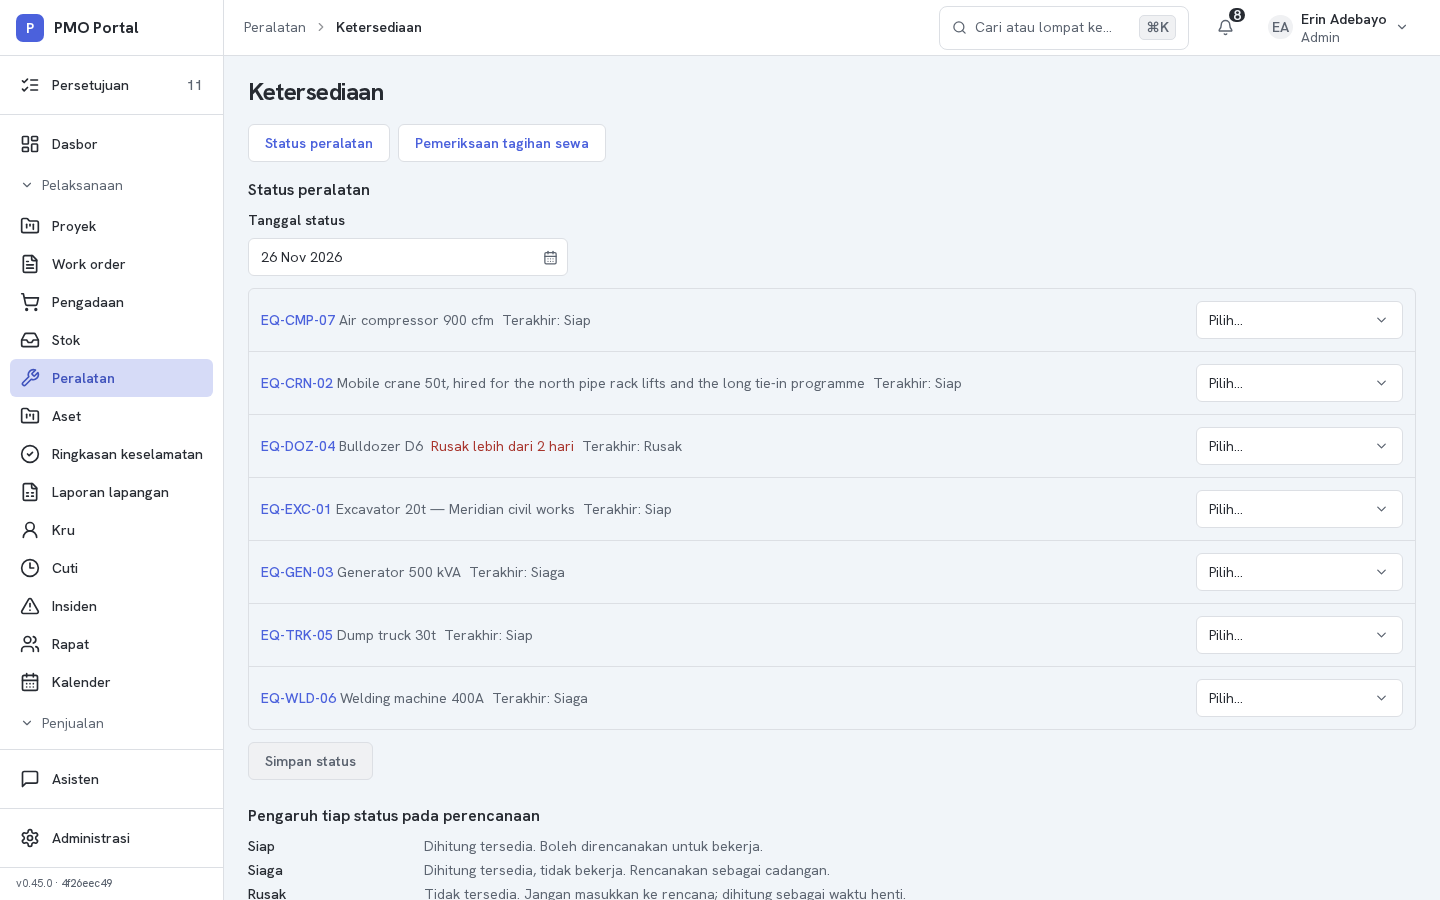 P PMO Portal
Peralatan > Ketersediaan
Cari atau lompat ke... ⌘K
8
EA Erin Adebayo
Admin
Persetujuan 11
Dasbor
Pelaksanaan
Proyek
Work order
Pengadaan
Stok
Peralatan
Aset
Ringkasan keselamatan
Laporan lapangan
Kru
Cuti
Insiden
Rapat
Kalender
Penjualan
Asisten
Administrasi
v0.45.0 · 4f26eec49
Ketersediaan
Status peralatan Pemeriksaan tagihan sewa
Status peralatan
Tanggal status
26 Nov 2026
EQ-CMP-07 Air compressor 900 cfm Terakhir: Siap Pilih...
EQ-CRN-02 Mobile crane 50t, hired for the north pipe rack lifts and the long tie-in programme Terakhir: Siap Pilih...
EQ-DOZ-04 Bulldozer D6 Rusak lebih dari 2 hari Terakhir: Rusak Pilih...
EQ-EXC-01 Excavator 20t — Meridian civil works Terakhir: Siap Pilih...
EQ-GEN-03 Generator 500 kVA Terakhir: Siaga Pilih...
EQ-TRK-05 Dump truck 30t Terakhir: Siap Pilih...
EQ-WLD-06 Welding machine 400A Terakhir: Siaga Pilih...
Simpan status
Pengaruh tiap status pada perencanaan
Siap Dihitung tersedia. Boleh direncanakan untuk bekerja.
Siaga Dihitung tersedia, tidak bekerja. Rencanakan sebagai cadangan.
Rusak Tidak tersedia. Jangan masukkan ke rencana; dihitung sebagai waktu henti.